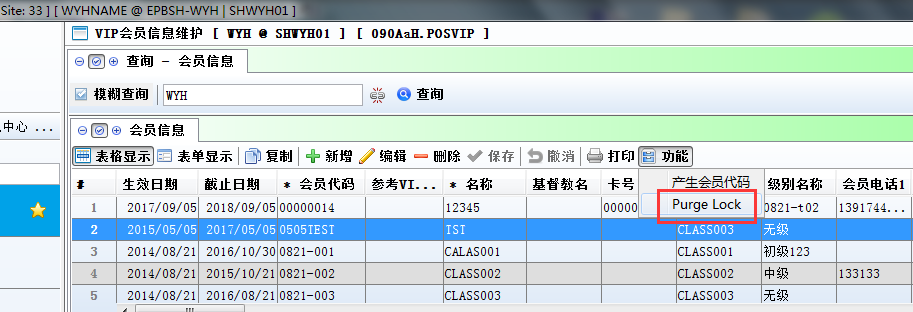 Site: 33 ] [ WYHNAME @ EPBSH-WYH | SHWYH01 ]
VIP会员信息维护 [ WYH @ SHWYH01 ] [ 090AaH.POSVIP ]
查询 - 会员信息
模糊查询 WYH 查询
中心 ...
会员信息
表格显示 表单显示 复制 新增 编辑 删除 保存 撤消 打印 功能
# 生效日期 截止日期 * 会员代码 参考VI... * 名称 基督教名 卡号 产生会员代码 级别名称 会员电话1
1 2017/09/05 2018/09/05 00000014 12345 00000 Purge Lock 0821-t02 1391744...
2 2015/05/05 2017/05/05 0505TEST TST CLASS003 无级
3 2014/08/21 2016/10/30 0821-001 CALAS001 CLASS001 初级123
4 2014/08/21 2015/10/21 0821-002 CLASS002 CLASS002 中级 133133
5 2014/08/21 2016/08/21 0821-003 CLASS003 CLASS003 无级